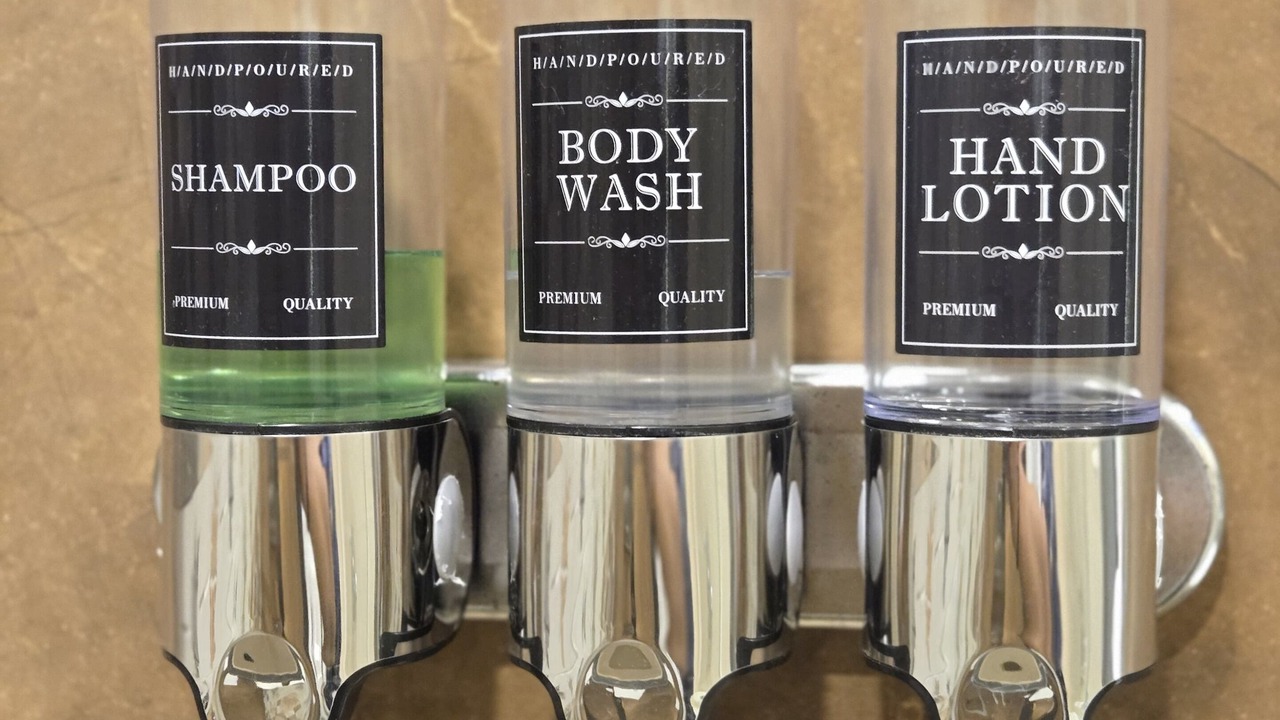 H/A/N/D/P/O/U/R/E/D
SHAMPOO
PREMIUM QUALITY
H/A/N/D/P/O/U/R/E/D
BODY
WASH
PREMIUM QUALITY
H/A/N/D/P/O/U/R/E/D
HAND
LOTION
PREMIUM QUALITY